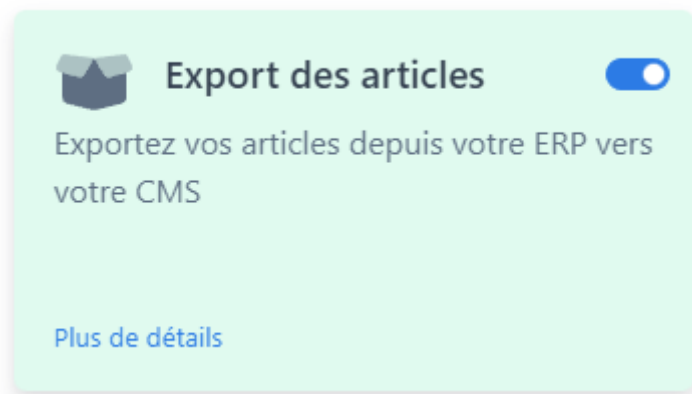 Export des articles
Exportez vos articles depuis votre ERP vers
votre CMS
Plus de détails